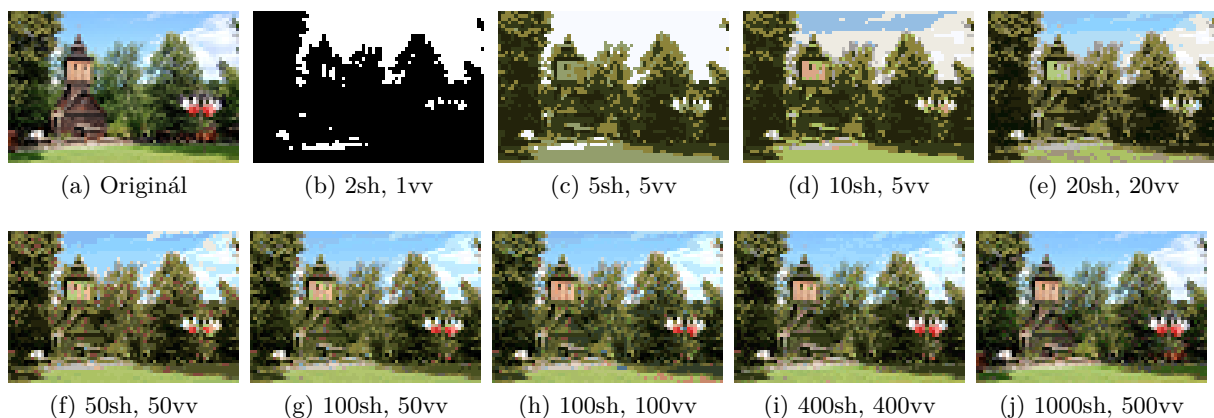 (a) Originál
(b) 2sh, 1vv
(c) 5sh, 5vv
(d) 10sh, 5vv
(e) 20sh, 20vv
(f) 50sh, 50vv
(g) 100sh, 50vv
(h) 100sh, 100vv
(i) 400sh, 400vv
(j) 1000sh, 500vv